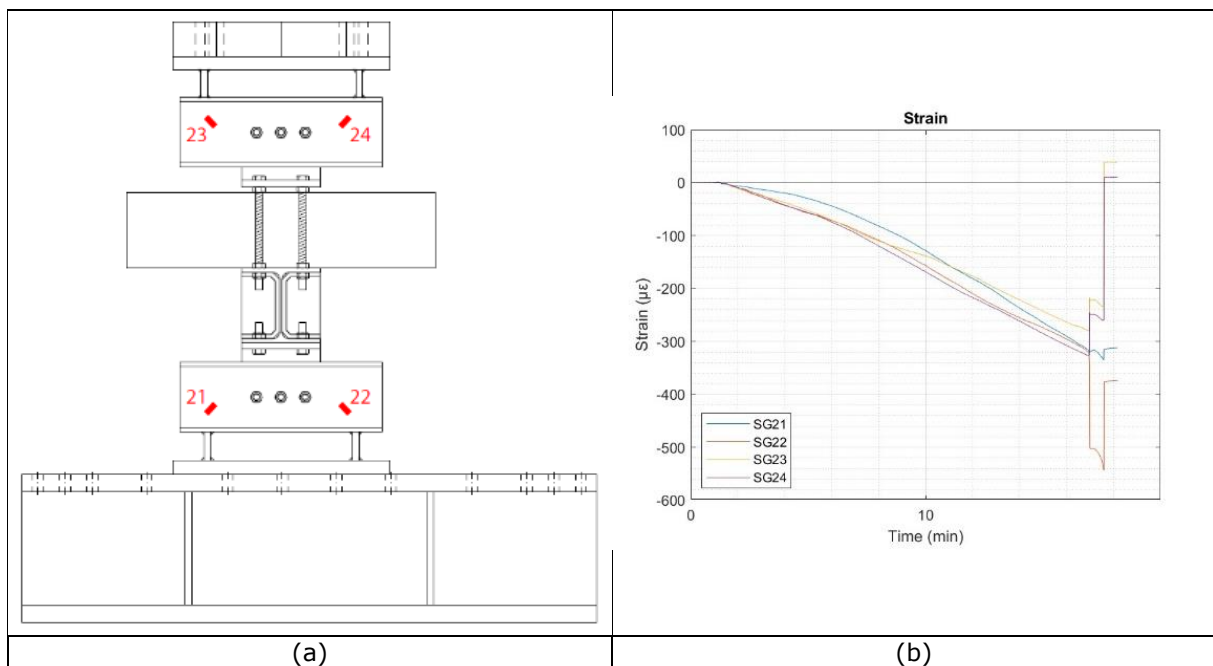 23
24
21
22
(a)
Strain
100
0
-100
-200
-300
-400
-500
-600
Strain (με)
SG21
SG22
SG23
SG24
0
10
Time (min)
(b)